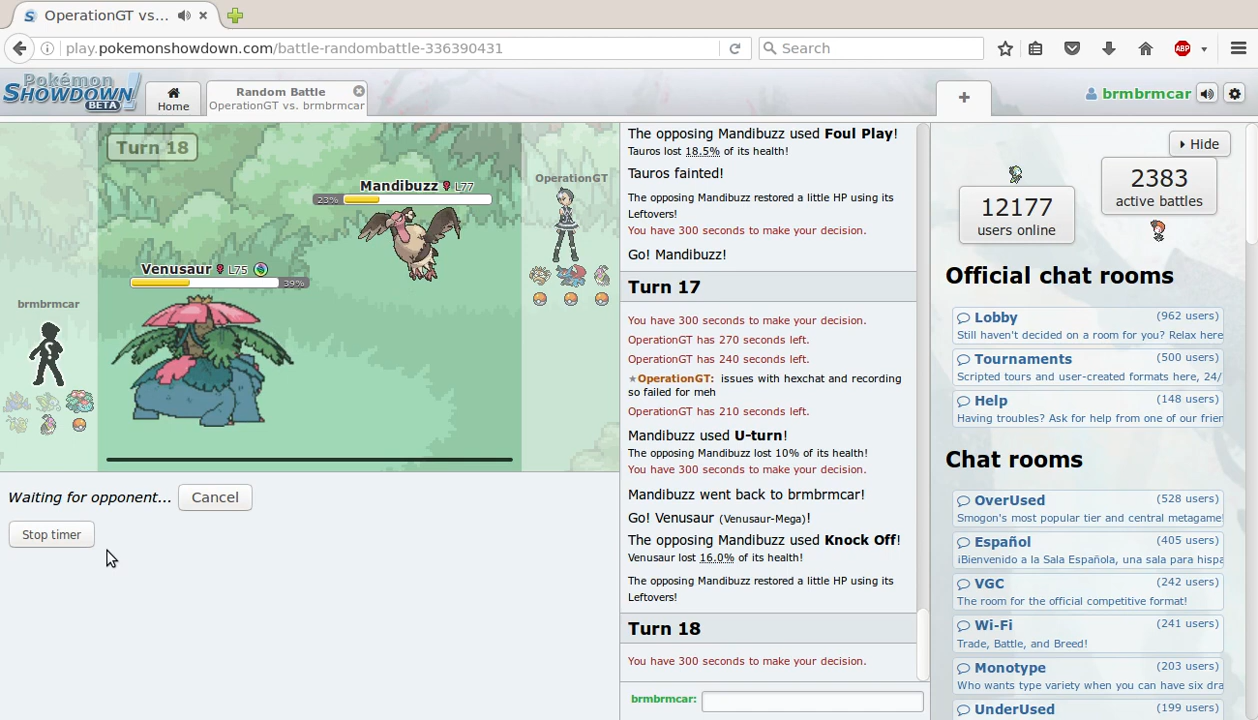 OperationGT vs...
play.pokemonshowdown.com/battle-randombattle-336390431
Search
ABP
Pokémon
SHOWDOWN!
BETA
Home
Random Battle
OperationGT vs. brmbrmcar
brmbrmcar
Turn 18
Mandibuzz L77
23%
OperationGT
Venusaur L75
39%
brmbrmcar
Waiting for opponent... Cancel
Stop timer
The opposing Mandibuzz used Foul Play!
Tauros lost 18.5% of its health!
Tauros fainted!
The opposing Mandibuzz restored a little HP using its
Leftovers!
You have 300 seconds to make your decision.
Go! Mandibuzz!
Turn 17
You have 300 seconds to make your decision.
OperationGT has 270 seconds left.
OperationGT has 240 seconds left.
★OperationGT: issues with hexchat and recording
so failed for meh
OperationGT has 210 seconds left.
Mandibuzz used U-turn!
The opposing Mandibuzz lost 10% of its health!
You have 300 seconds to make your decision.
Mandibuzz went back to brmbrmcar!
Go! Venusaur (Venusaur-Mega)!
The opposing Mandibuzz used Knock Off!
Venusaur lost 16.0% of its health!
The opposing Mandibuzz restored a little HP using its
Leftovers!
Turn 18
You have 300 seconds to make your decision.
brmbrmcar:
Hide
12177
users online
2383
active battles
Official chat rooms
Lobby (962 users)
Still haven't decided on a room for you? Relax here
Tournaments (500 users)
Scripted tours and user-created formats here, 24/
Help (148 users)
Having troubles? Ask for help from one of our frien
Chat rooms
OverUsed (528 users)
Smogon's most popular tier and central metagame!
Español (405 users)
¡Bienvenido a la Sala Española, una sala para hispa
VGC (242 users)
The room for the official competitive format!
Wi-Fi (241 users)
Trade, Battle, and Breed!
Monotype (203 users)
Who wants type variety when you can have six dra
UnderUsed (199 users)